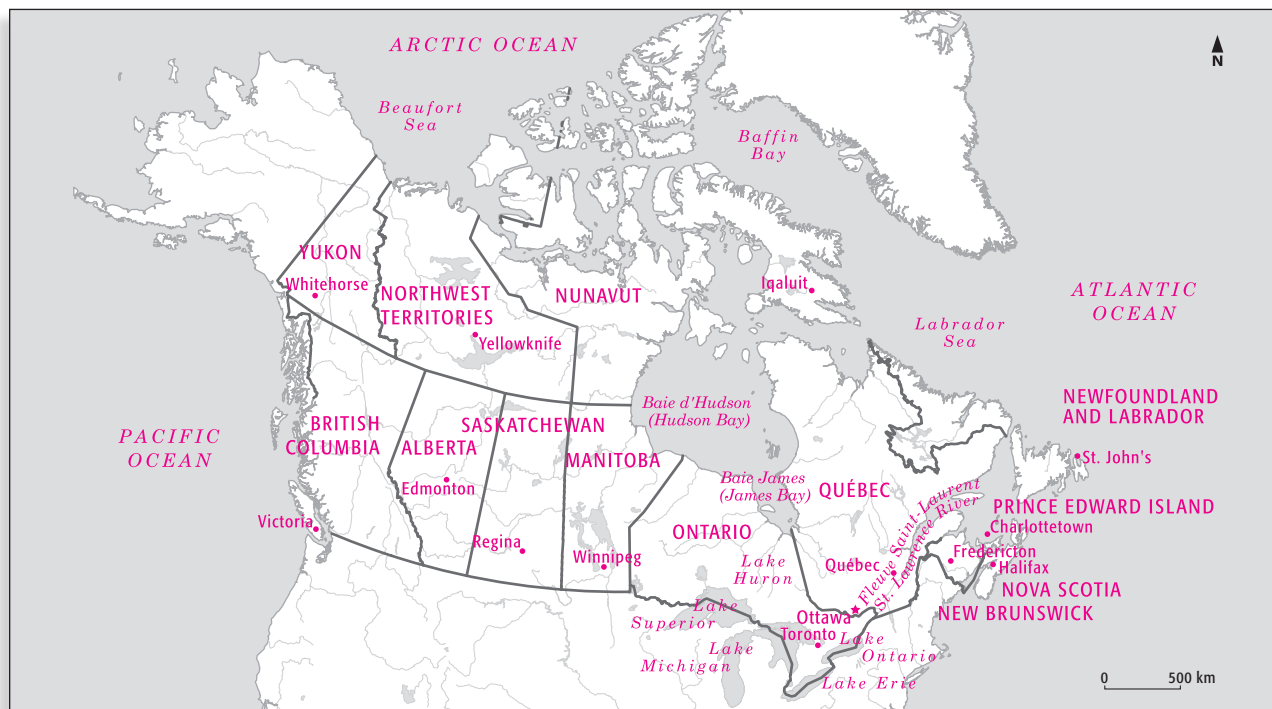 ARCTIC OCEAN
N
Beaufort
Sea
Baffin
Bay
YUKON
Whitehorse
NORTHWEST
TERRITORIES
Yellowknife
NUNAVUT
Iqaluit
ATLANTIC
OCEAN
Labrador
Sea
PACIFIC
OCEAN
BRITISH
COLUMBIA
Victoria
ALBERTA
Edmonton
SASKATCHEWAN
Regina
MANITOBA
Winnipeg
Baie d'Hudson
(Hudson Bay)
Baie James
(James Bay)
ONTARIO
QUÉBEC
Québec
Fleuve Saint-Laurent
St. Lawrence River
NEWFOUNDLAND
AND LABRADOR
St. John's
PRINCE EDWARD ISLAND
Charlottetown
Fredericton
Halifax
NOVA SCOTIA
NEW BRUNSWICK
Lake
Huron
Lake
Superior
Lake
Michigan
Ottawa
Toronto
Lake
Ontario
Lake Erie
0 500 km